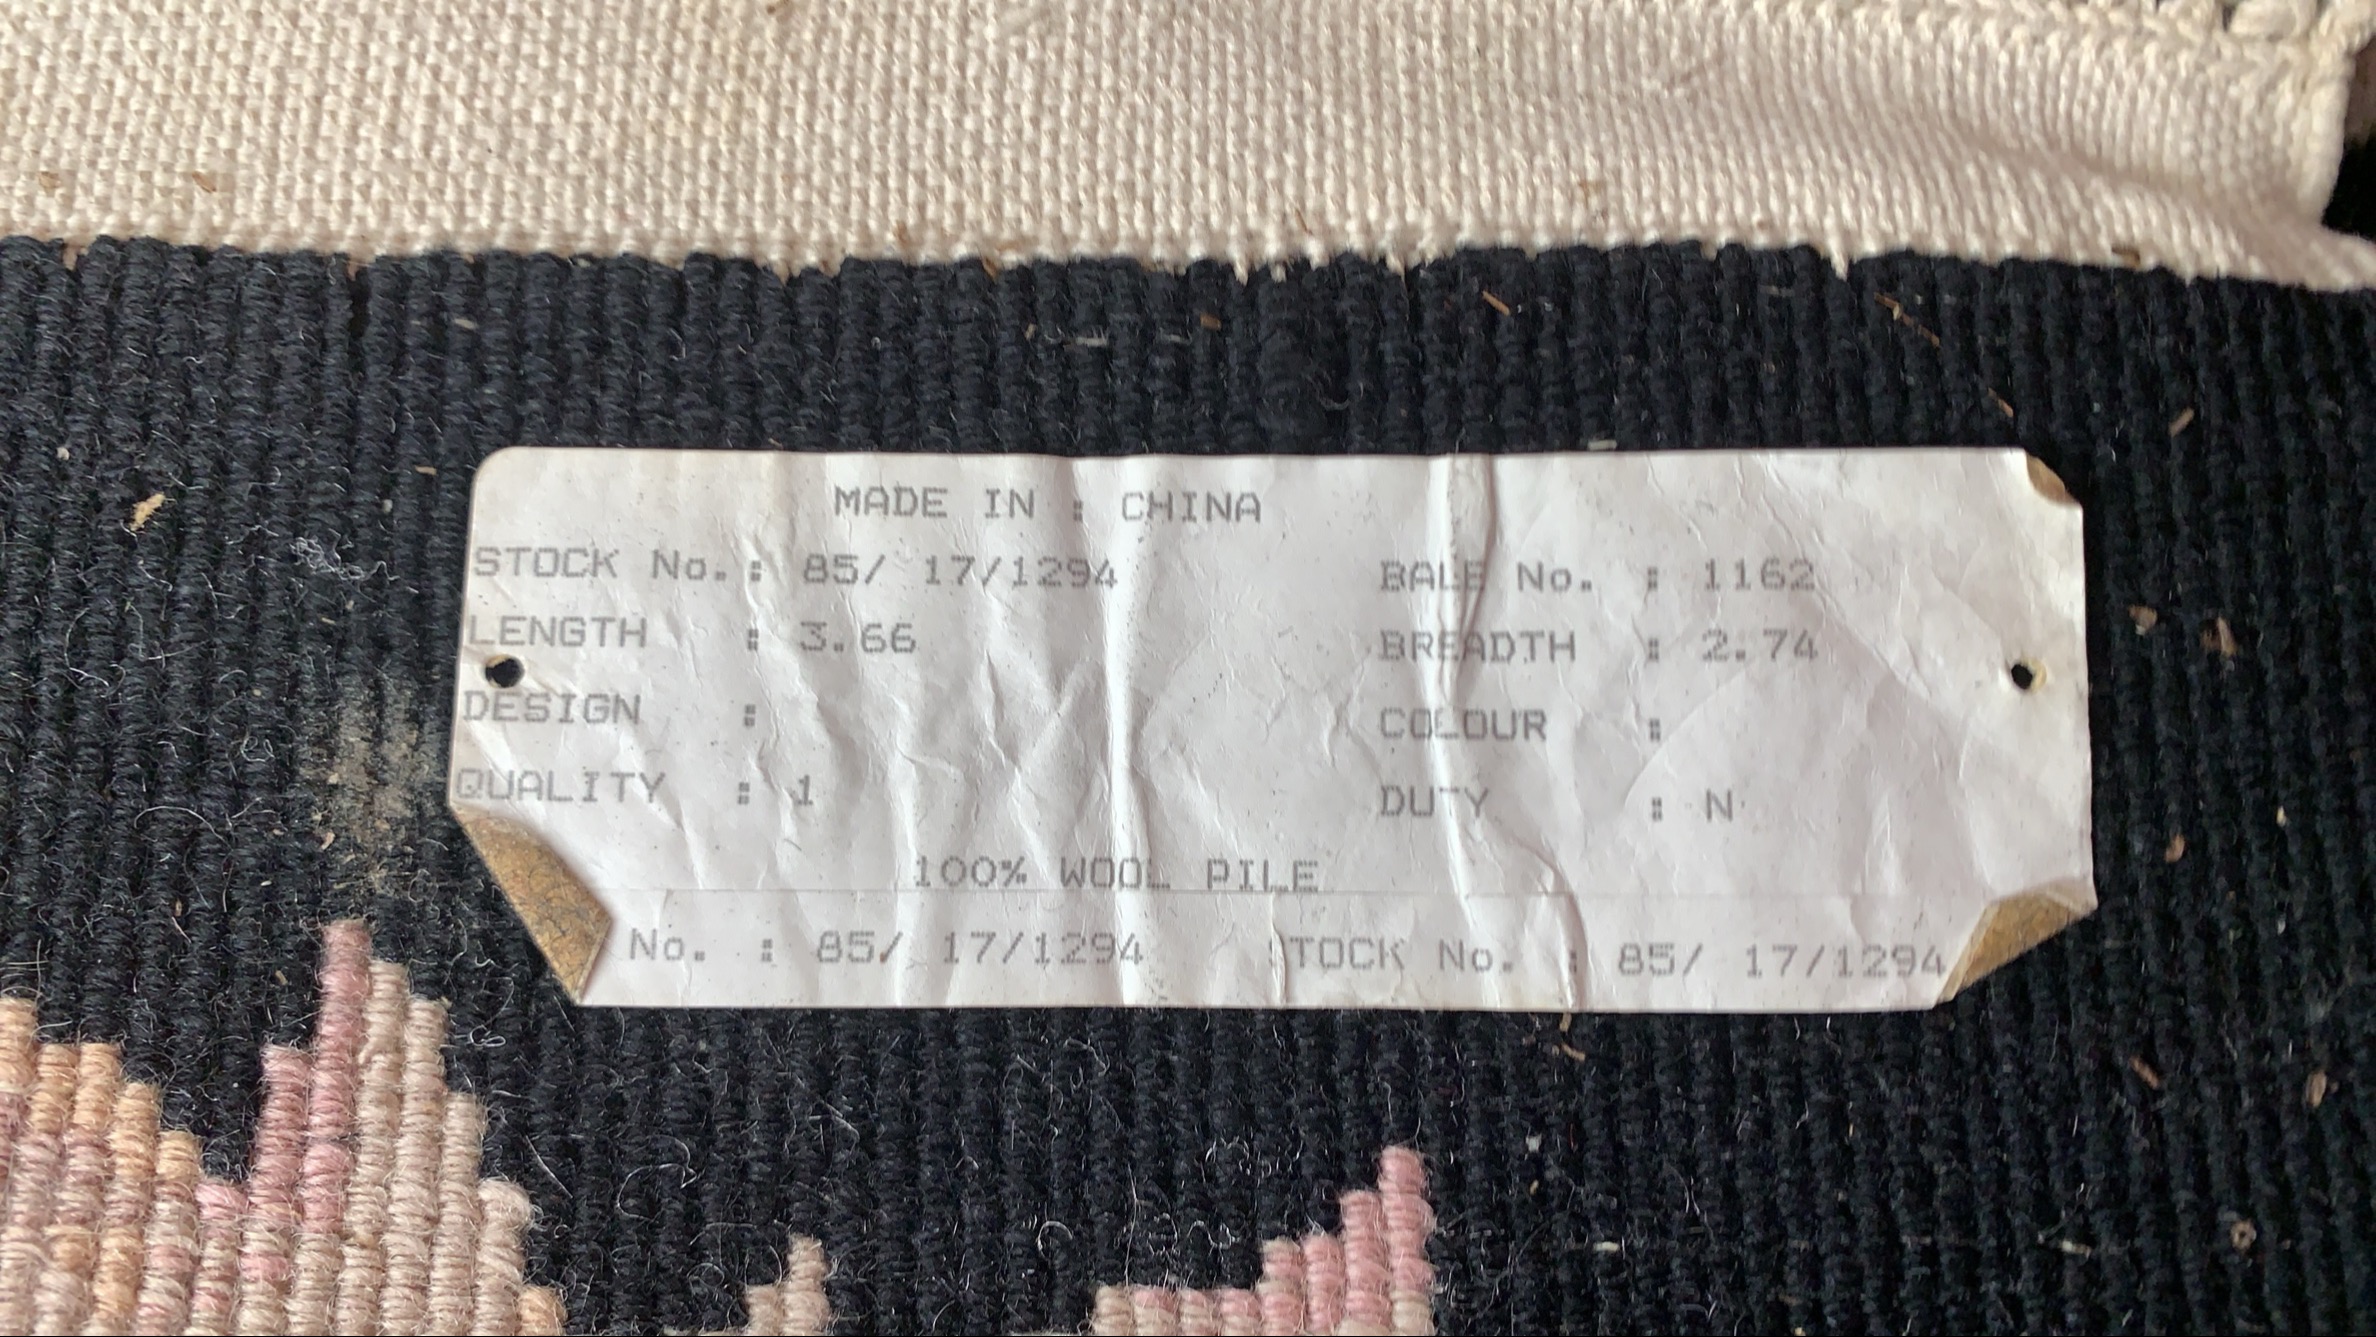 MADE IN : CHINA
STOCK No. : 85/ 17/1294 BALE No. : 1162
LENGTH : 3.66 BREADTH : 2.74
DESIGN : COLOUR :
QUALITY : 1 DUTY : N
100% WOOL PILE
No. : 85/ 17/1294 STOCK No. : 85/ 17/1294